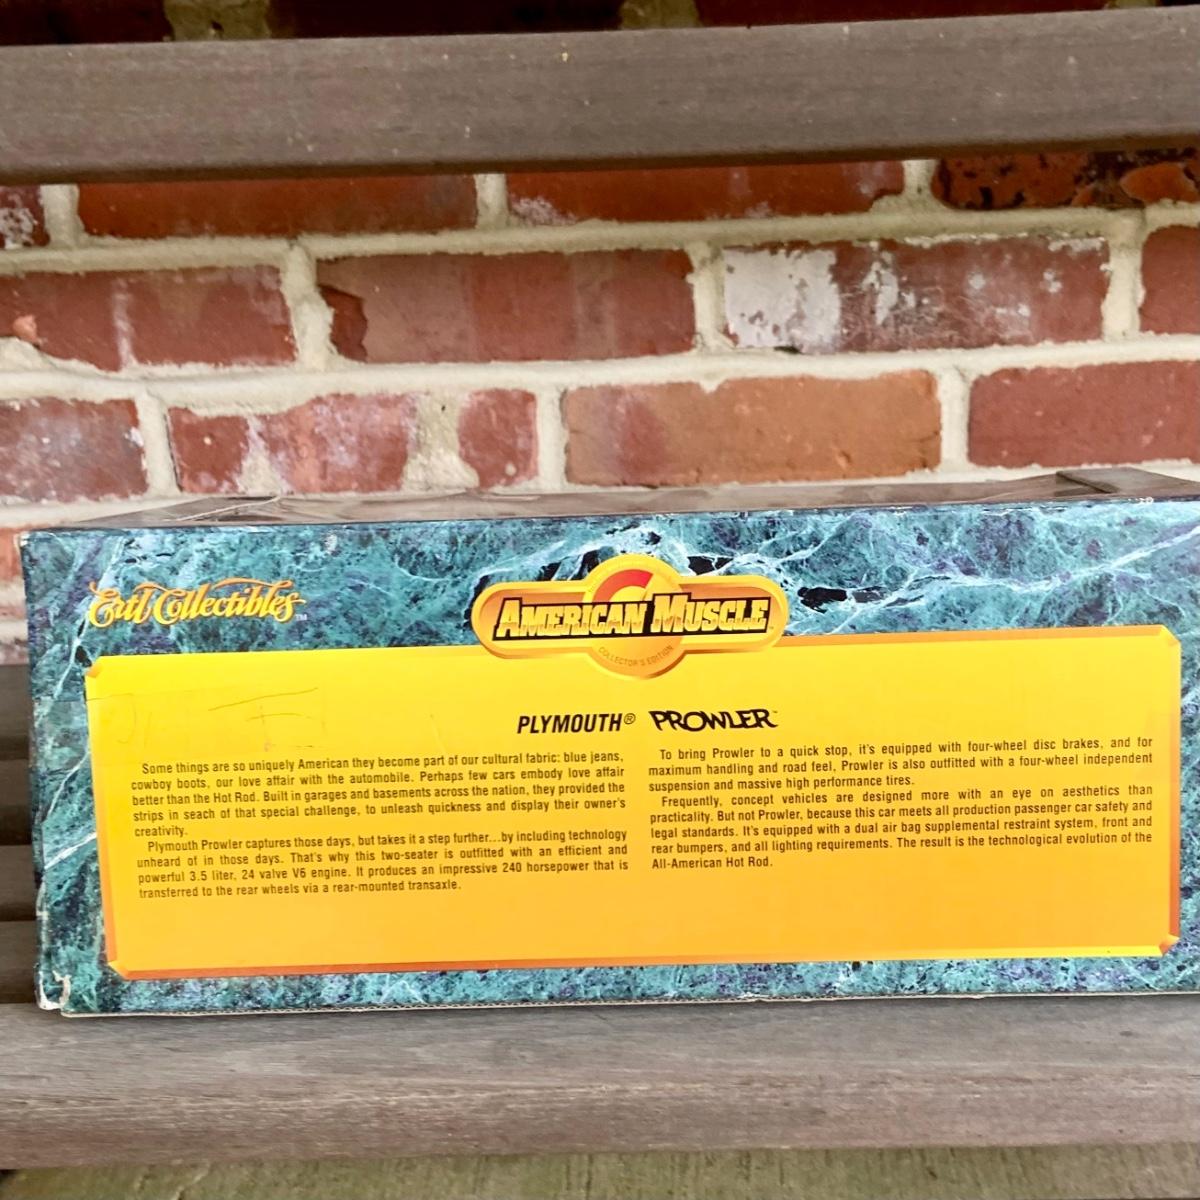 Ertl Collectibles™
AMERICAN MUSCLE
COLLECTOR'S EDITION
PLYMOUTH® PROWLER™
Some things are so uniquely American they become part of our cultural fabric: blue jeans,
cowboy boots, our love affair with the automobile. Perhaps few cars embody love affair
better than the Hot Rod. Built in garages and basements across the nation, they provided the
strips in seach of that special challenge, to unleash quickness and display their owner's
creativity.
Plymouth Prowler captures those days, but takes it a step further...by including technology
unheard of in those days. That's why this two-seater is outfitted with an efficient and
powerful 3.5 liter, 24 valve V6 engine. It produces an impressive 240 horsepower that is
transferred to the rear wheels via a rear-mounted transaxle.
To bring Prowler to a quick stop, it's equipped with four-wheel disc brakes, and for
maximum handling and road feel, Prowler is also outfitted with a four-wheel independent
suspension and massive high performance tires.
Frequently, concept vehicles are designed more with an eye on aesthetics than
practicality. But not Prowler, because this car meets all production passenger car safety and
legal standards. It's equipped with a dual air bag supplemental restraint system, front and
rear bumpers, and all lighting requirements. The result is the technological evolution of the
All-American Hot Rod.